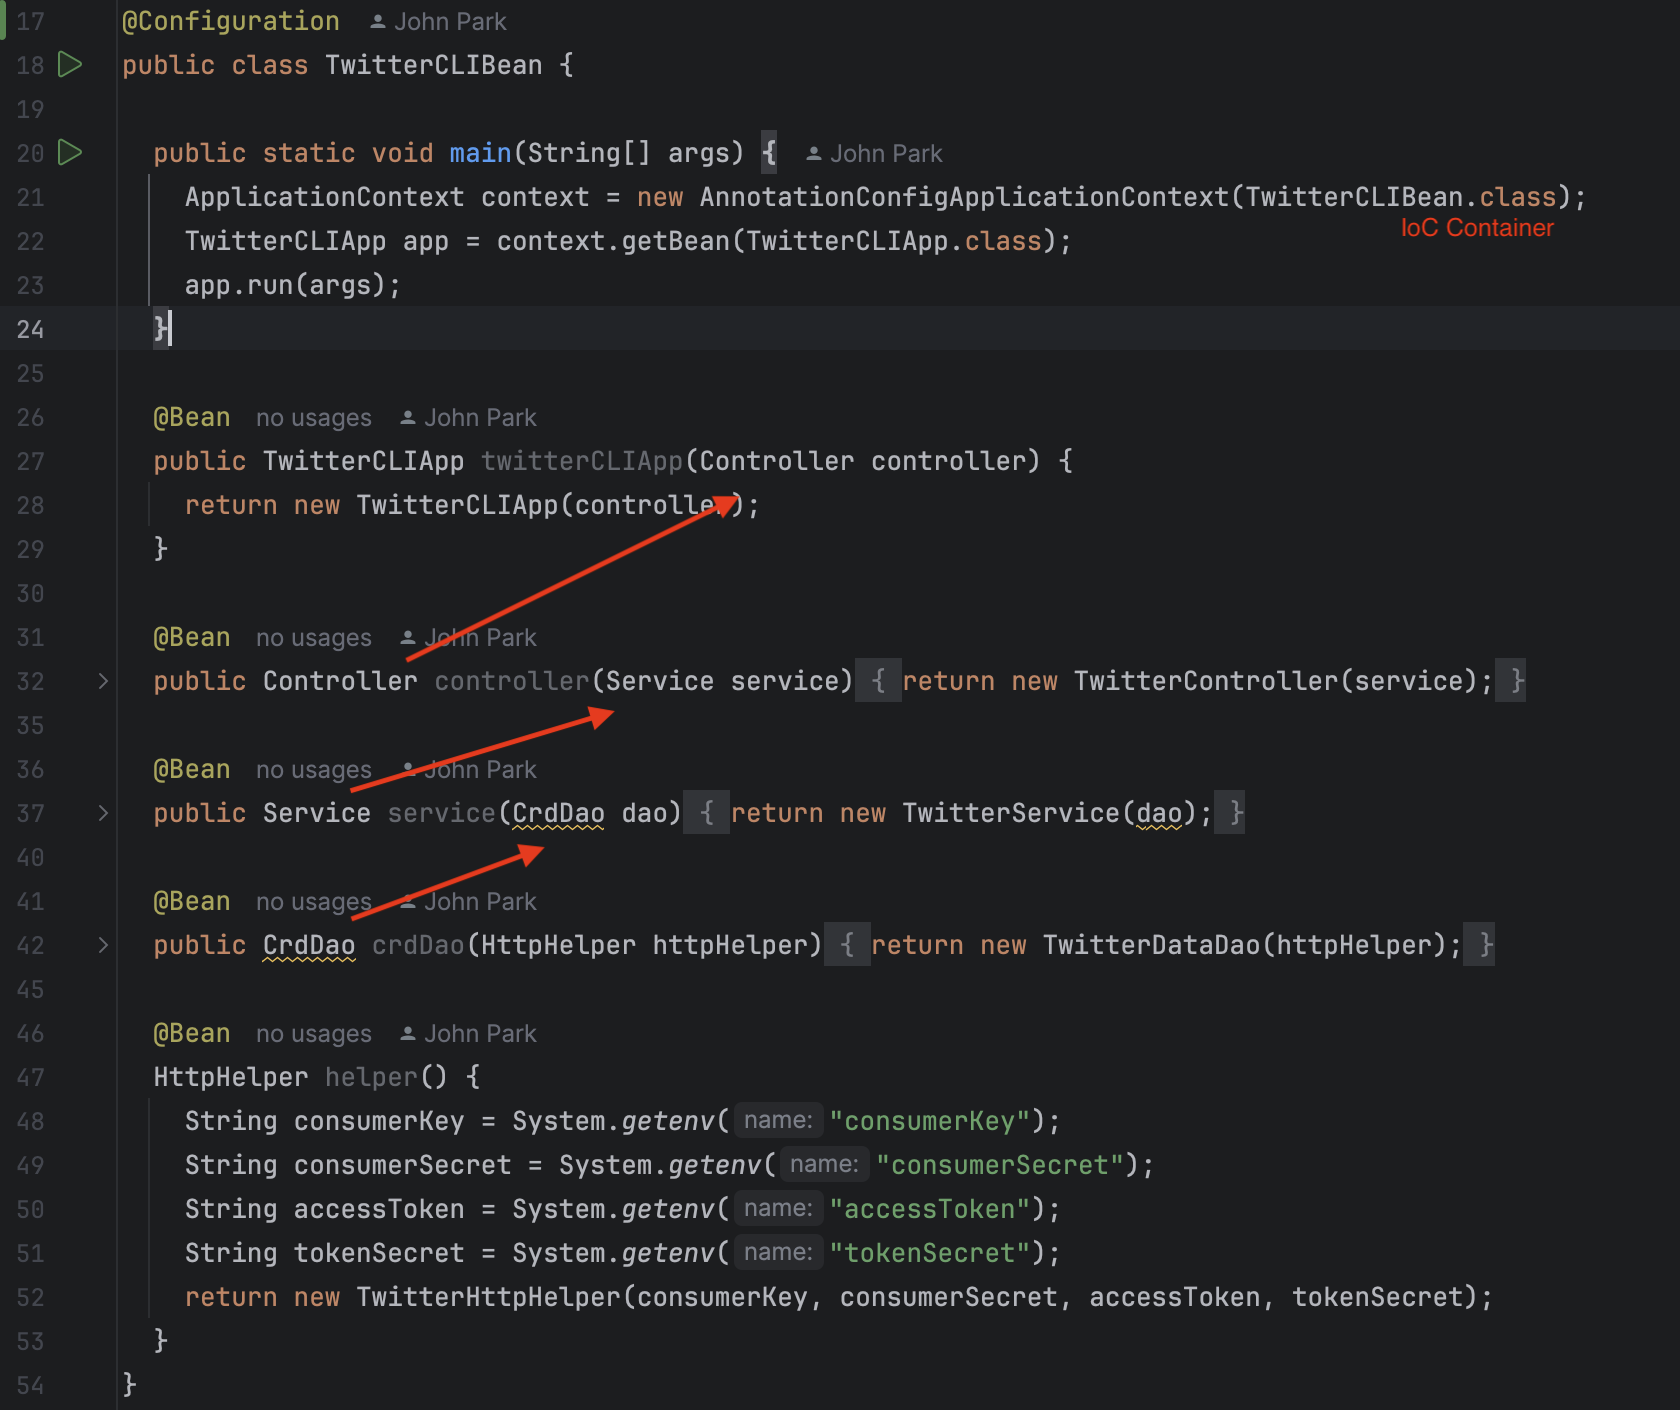 17 @Configuration John Park
18 public class TwitterCLIBean {
19
20 public static void main(String[] args) { John Park
21 ApplicationContext context = new AnnotationConfigApplicationContext(TwitterCLIBean.class);
IoC Container
22 TwitterCLIApp app = context.getBean(TwitterCLIApp.class);
23 app.run(args);
24 }
25
26 @Bean no usages John Park
27 public TwitterCLIApp twitterCLIApp(Controller controller) {
28 return new TwitterCLIApp(controller);
29 }
30
31 @Bean no usages John Park
32 public Controller controller(Service service) { return new TwitterController(service); }
35
36 @Bean no usages John Park
37 public Service service(CrdDao dao) { return new TwitterService(dao); }
40
41 @Bean no usages John Park
42 public CrdDao crdDao(HttpHelper httpHelper) { return new TwitterDataDao(httpHelper); }
45
46 @Bean no usages John Park
47 HttpHelper helper() {
48 String consumerKey = System.getenv( name: "consumerKey");
49 String consumerSecret = System.getenv( name: "consumerSecret");
50 String accessToken = System.getenv( name: "accessToken");
51 String tokenSecret = System.getenv( name: "tokenSecret");
52 return new TwitterHttpHelper(consumerKey, consumerSecret, accessToken, tokenSecret);
53 }
54 }